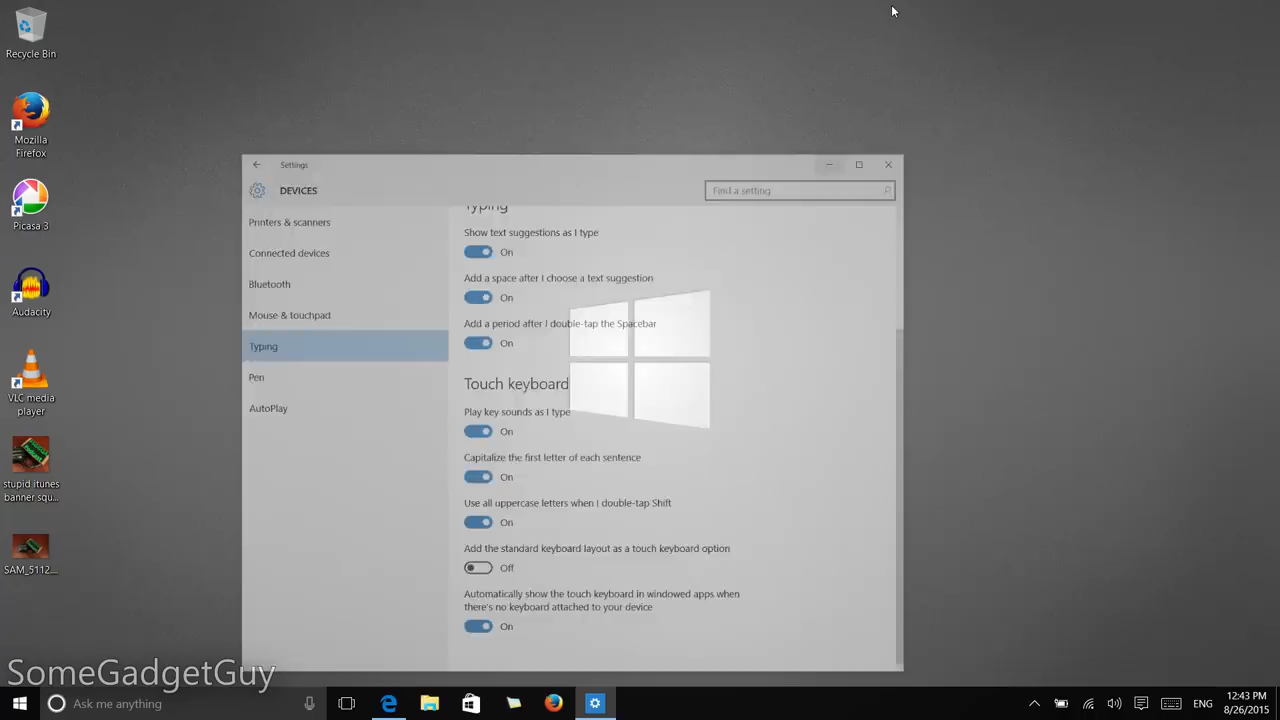 Recycle Bin
Mozilla
Firefox
Picasa 3
Audacity
VLC media
player
stupid itunes
banner squ...
SAM_5112...
Settings
DEVICES
Find a setting
Printers & scanners
Connected devices
Bluetooth
Mouse & touchpad
Typing
Pen
AutoPlay
Typing
Show text suggestions as I type
On
Add a space after I choose a text suggestion
On
Add a period after I double-tap the Spacebar
On
Touch keyboard
Play key sounds as I type
On
Capitalize the first letter of each sentence
On
Use all uppercase letters when I double-tap Shift
On
Add the standard keyboard layout as a touch keyboard option
Off
Automatically show the touch keyboard in windowed apps when
there's no keyboard attached to your device
On
SomeGadgetGuy
Ask me anything
ENG
12:43 PM
8/26/2015